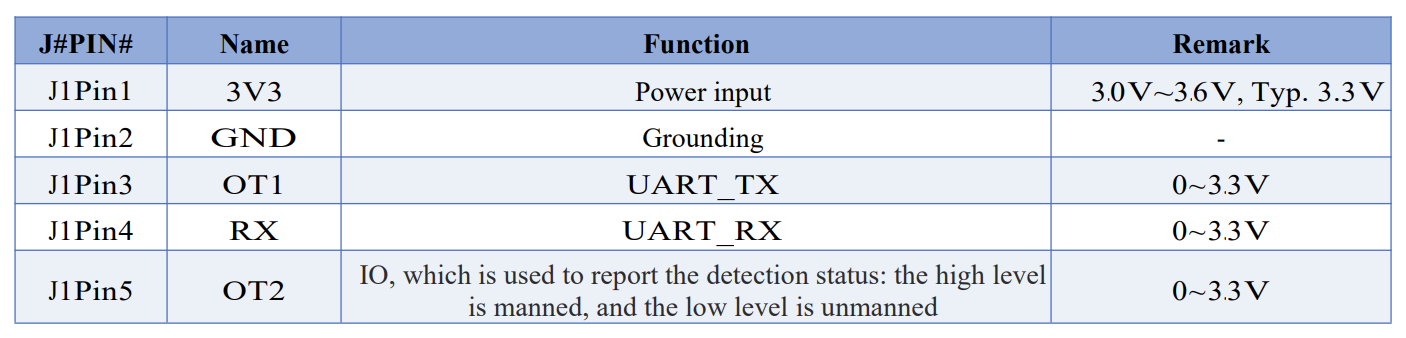 J#PIN# Name Function Remark
J1Pin1 3V3 Power input 3.0V~3.6V, Typ. 3.3V
J1Pin2 GND Grounding -
J1Pin3 OT1 UART_TX 0~3.3V
J1Pin4 RX UART_RX 0~3.3V
J1Pin5 OT2 IO, which is used to report the detection status: the high level 0~3.3V
is manned, and the low level is unmanned